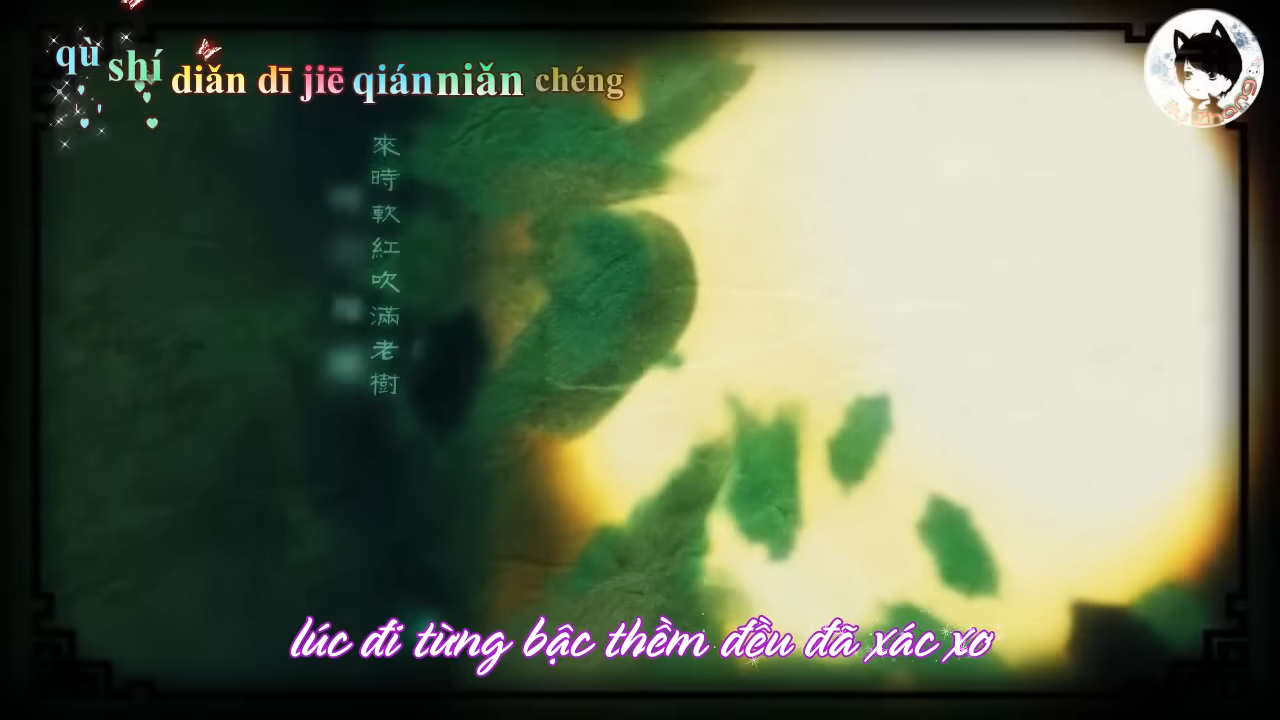 qù shí diǎn dī jiē qián niǎn chéng
來時軟紅吹滿老樹
lúc đi từng bậc thềm đều đã xác xơ